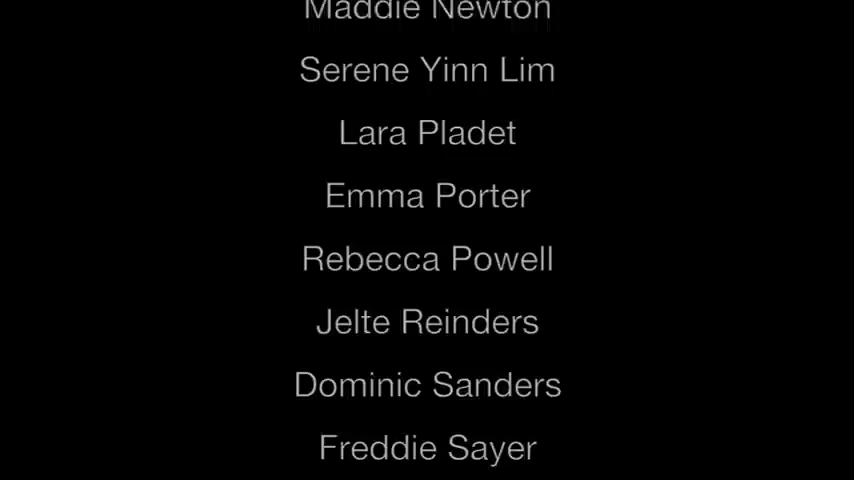 Maddie Newton
Serene Yinn Lim
Lara Pladet
Emma Porter
Rebecca Powell
Jelte Reinders
Dominic Sanders
Freddie Sayer